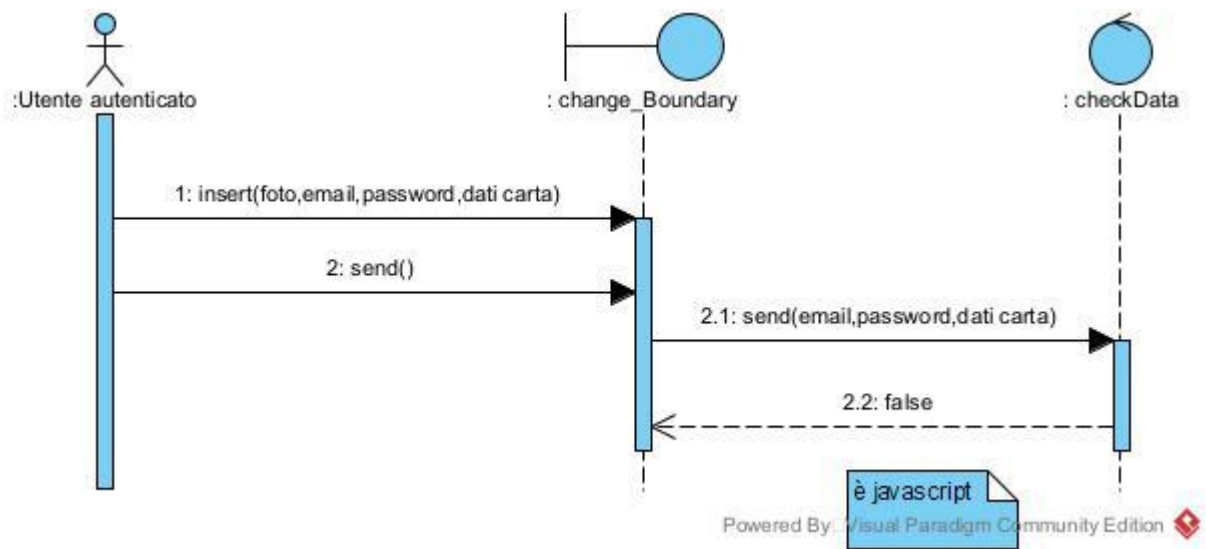 :Utente autenticato
: change_Boundary
: checkData
1: insert(foto,email,password,dati carta)
2: send()
2.1: send(email,password,dati carta)
2.2: false
è javascript
Powered By: Visual Paradigm Community Edition